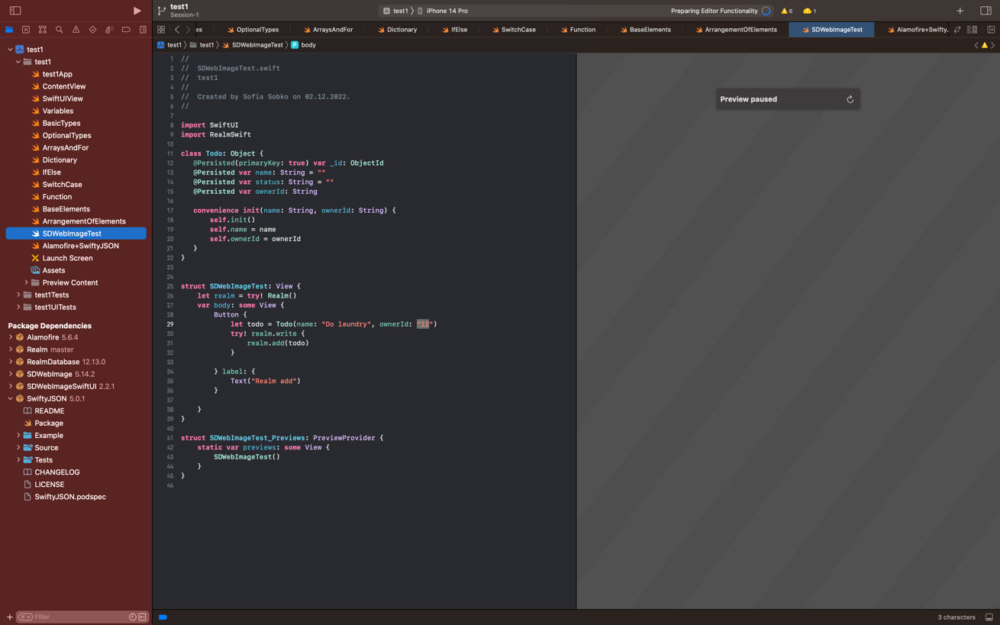 test1
Session-1
test1 〉 iPhone 14 Pro
Preparing Editor Functionality
6
1
es
OptionalTypes
ArraysAndFor
Dictionary
IfElse
SwitchCase
Function
BaseElements
ArrangementOfElements
SDWebImageTest
Alamofire+Swifty...
test1 〉 test1 〉 SDWebImageTest 〉 P body
test1
test1
test1App
ContentView
SwiftUIView
Variables
BasicTypes
OptionalTypes
ArraysAndFor
Dictionary
IfElse
SwitchCase
Function
BaseElements
ArrangementOfElements
SDWebImageTest
Alamofire+SwiftyJSON
Launch Screen
Assets
Preview Content
test1Tests
test1UITests
Package Dependencies
Alamofire 5.6.4
Realm master
RealmDatabase 12.13.0
SDWebImage 5.14.2
SDWebImageSwiftUI 2.2.1
SwiftyJSON 5.0.1
README
Package
Example
Source
Tests
CHANGELOG
LICENSE
SwiftyJSON.podspec
Filter
1 //
2 //  SDWebImageTest.swift
3 //  test1
4 //
5 //  Created by Sofia Sobko on 02.12.2022.
6 //
7
8 import SwiftUI
9 import RealmSwift
10
11 class Todo: Object {
12    @Persisted(primaryKey: true) var _id: ObjectId
13    @Persisted var name: String = ""
14    @Persisted var status: String = ""
15    @Persisted var ownerId: String
16
17    convenience init(name: String, ownerId: String) {
18        self.init()
19        self.name = name
20        self.ownerId = ownerId
21    }
22 }
23
24
25 struct SDWebImageTest: View {
26     let realm = try! Realm()
27     var body: some View {
28         Button {
29             let todo = Todo(name: "Do laundry", ownerId: "12")
30             try! realm.write {
31                 realm.add(todo)
32             }
33
34         } label: {
35             Text("Realm add")
36         }
37
38     }
39 }
40
41 struct SDWebImageTest_Previews: PreviewProvider {
42     static var previews: some View {
43         SDWebImageTest()
44     }
45 }
46
Preview paused
3 characters